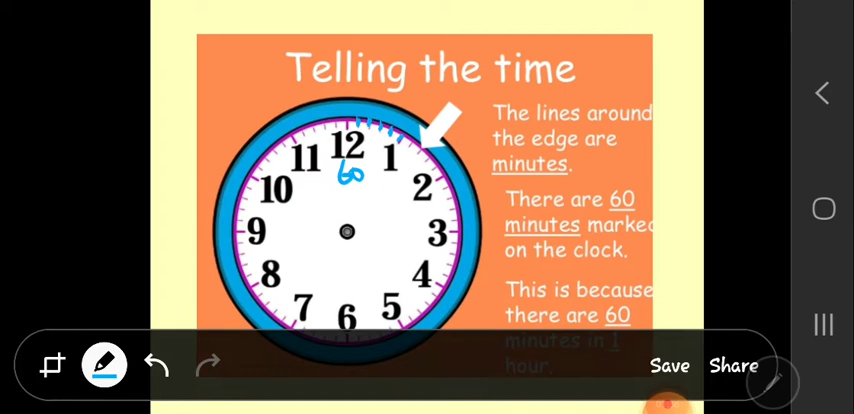 Telling the time
The lines around
the edge are
minutes.
There are 60
minutes marked
on the clock.
This is because
there are 60
minutes in 1
hour.
12
60
11
1
10
2
9
3
8
4
7
5
6
Save Share